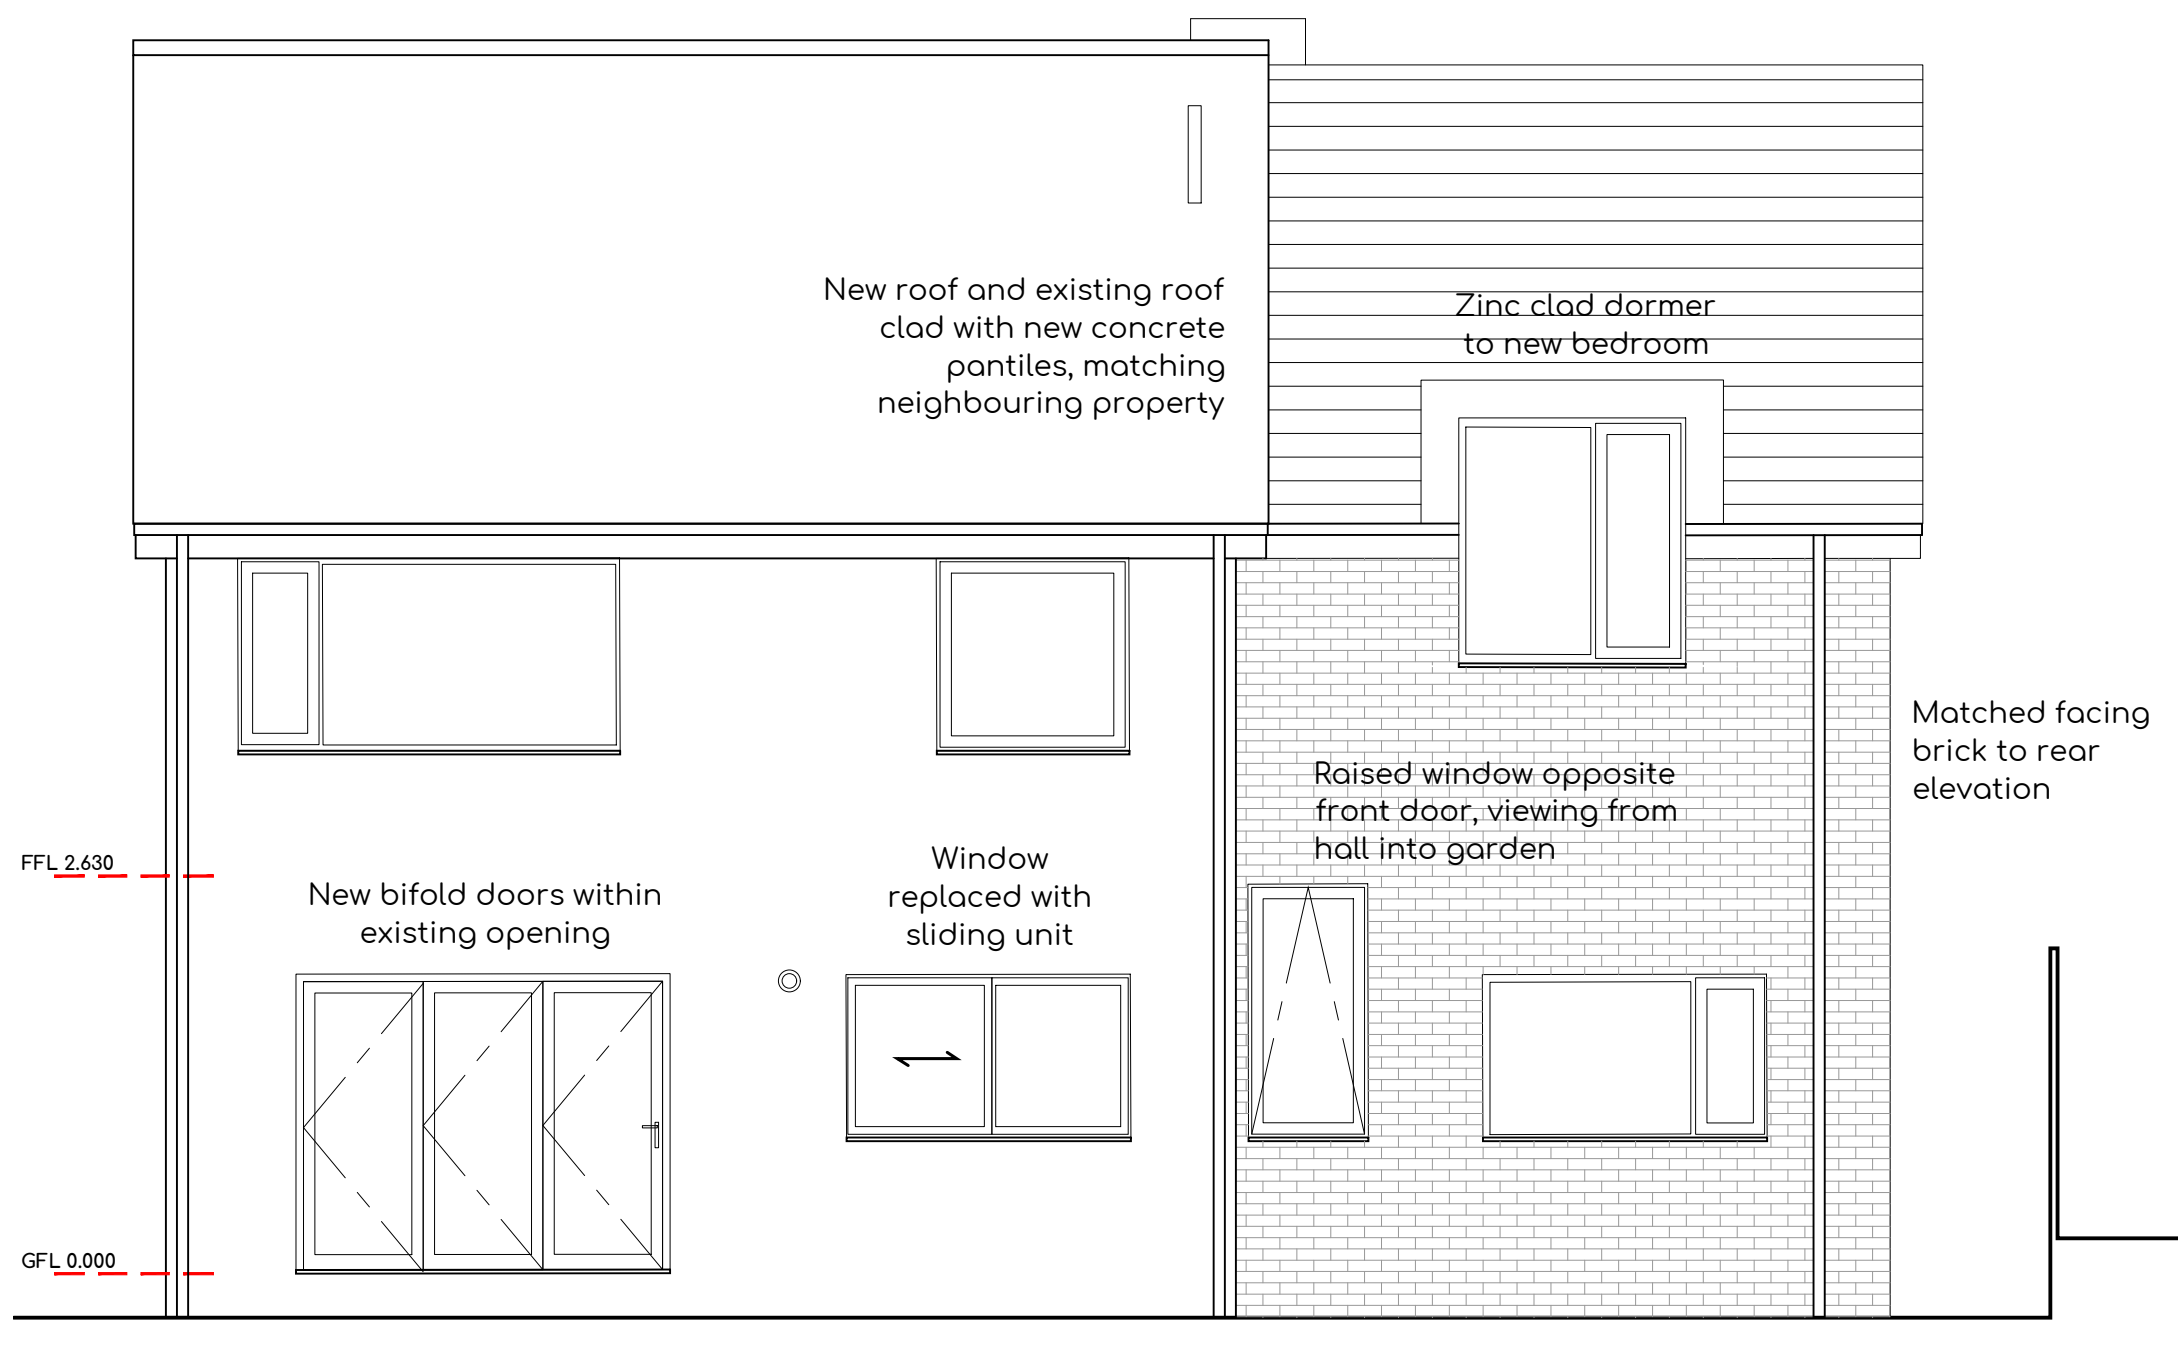 New roof and existing roof
clad with new concrete
pantiles, matching
neighbouring property
Zinc clad dormer
to new bedroom
Matched facing
brick to rear
elevation
Raised window opposite
front door, viewing from
hall into garden
Window
replaced with
sliding unit
FFL 2.630
New bifold doors within
existing opening
GFL 0.000